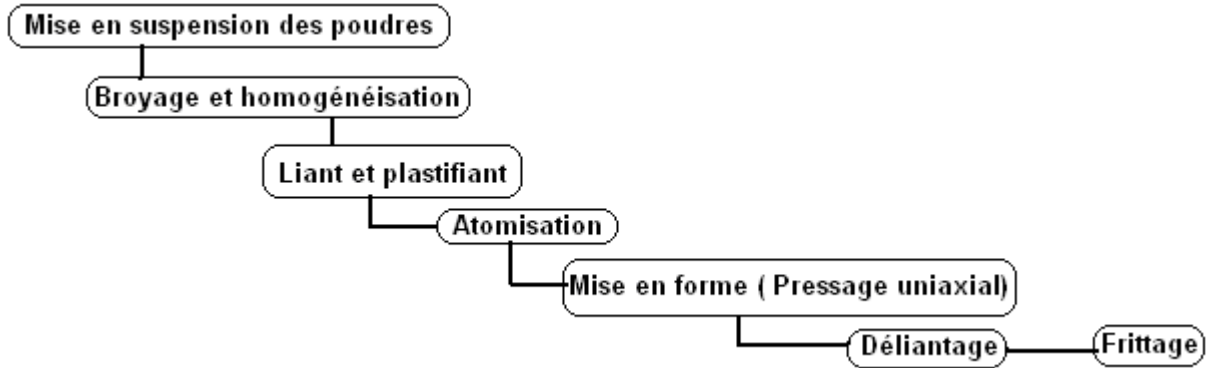 Mise en suspension des poudres
Broyage et homogénéisation
Liant et plastifiant
Atomisation
Mise en forme ( Pressage uniaxial)
Déliantage
Frittage